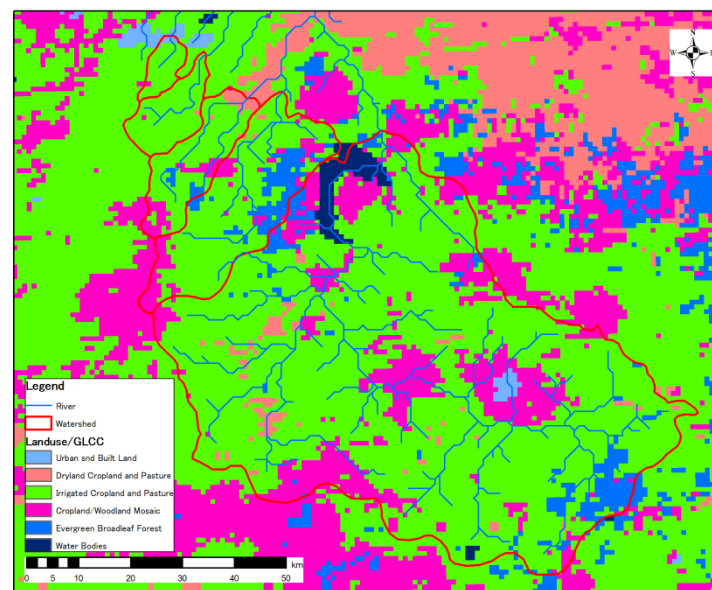 N
W E
S
Legend
River
Watershed
Landuse/GLCC
Urban snd Built Land
Dryland Cropland and Pasture
Irrigated Cropland and Pasture
Cropland/Woodland Mosaic
Evergreen Broadleaf Forest
Water Bodies
km
0 5 10 20 30 40 50